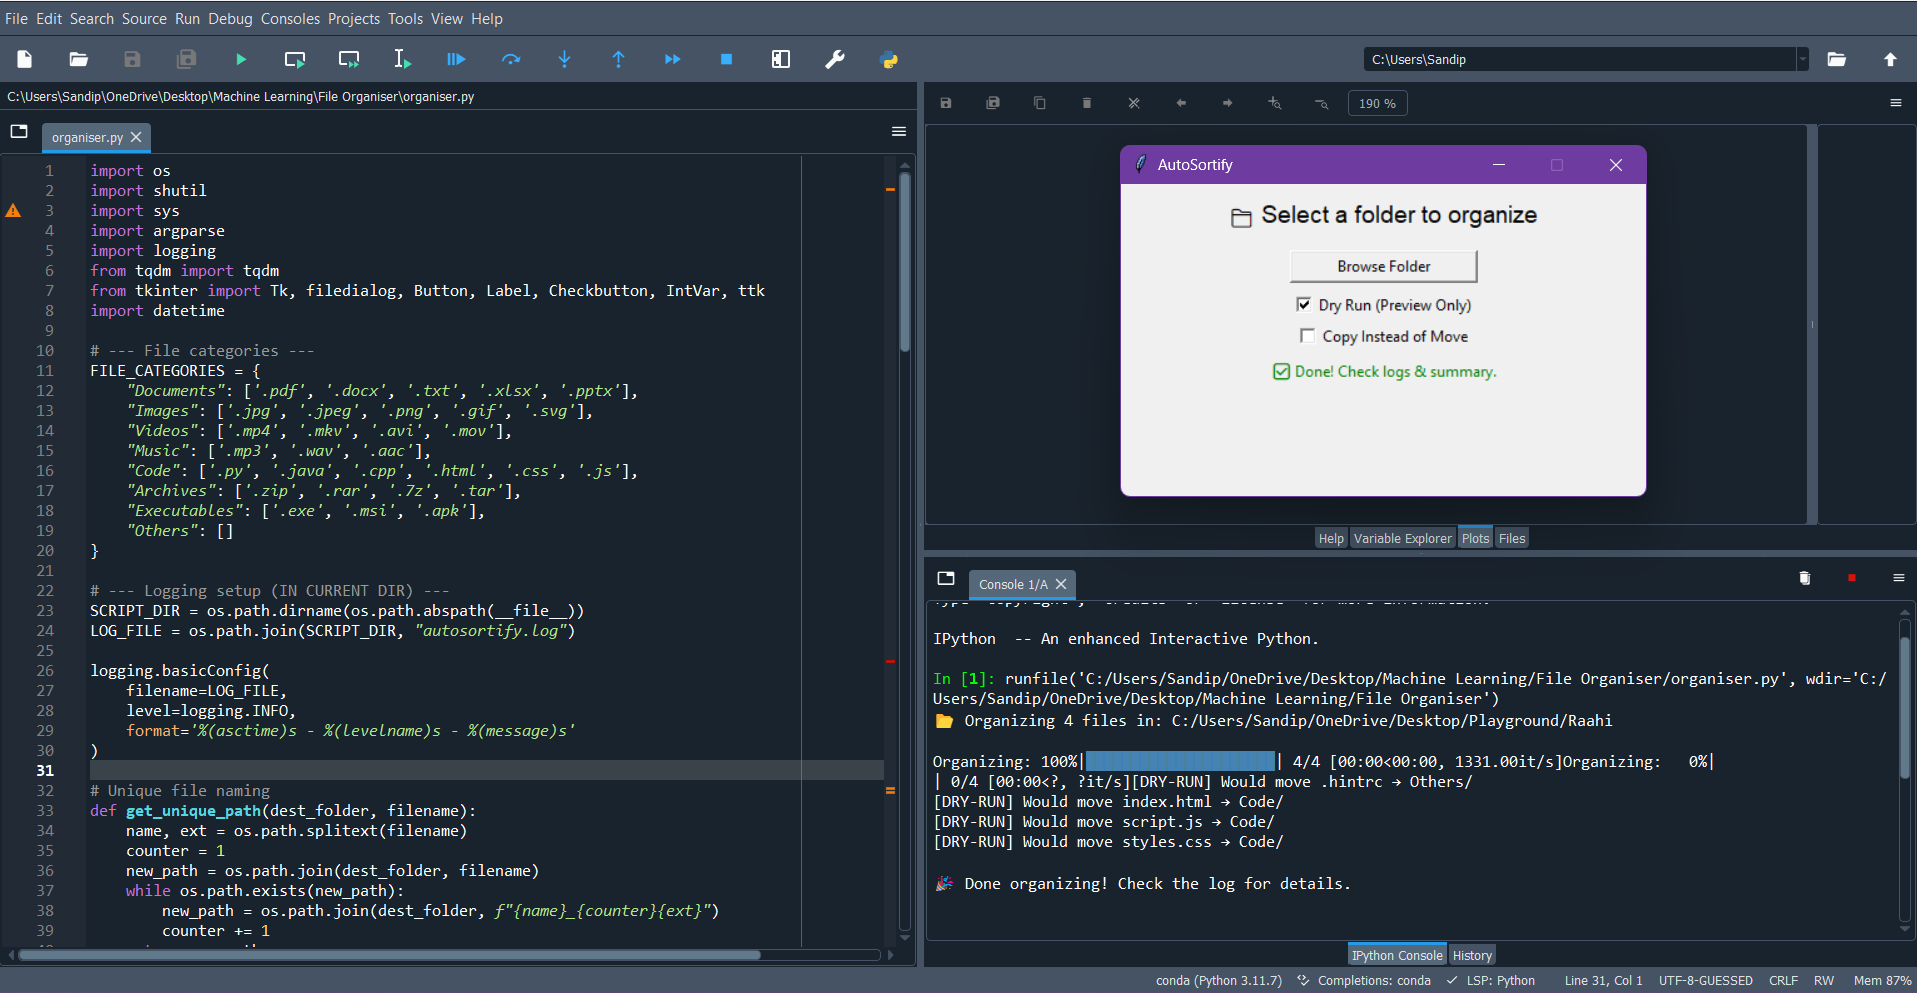 File Edit Search Source Run Debug Consoles Projects Tools View Help
C:\Users\Sandip
C:\Users\Sandip\OneDrive\Desktop\Machine Learning\File Organiser\organiser.py
organiser.py
1 import os
2 import shutil
3 import sys
4 import argparse
5 import logging
6 from tqdm import tqdm
7 from tkinter import Tk, filedialog, Button, Label, Checkbutton, IntVar, ttk
8 import datetime
9
10 # --- File categories ---
11 FILE_CATEGORIES = {
12 "Documents": ['.pdf', '.docx', '.txt', '.xlsx', '.pptx'],
13 "Images": ['.jpg', '.jpeg', '.png', '.gif', '.svg'],
14 "Videos": ['.mp4', '.mkv', '.avi', '.mov'],
15 "Music": ['.mp3', '.wav', '.aac'],
16 "Code": ['.py', '.java', '.cpp', '.html', '.css', '.js'],
17 "Archives": ['.zip', '.rar', '.7z', '.tar'],
18 "Executables": ['.exe', '.msi', '.apk'],
19 "Others": []
20 }
21
22 # --- Logging setup (IN CURRENT DIR) ---
23 SCRIPT_DIR = os.path.dirname(os.path.abspath(__file__))
24 LOG_FILE = os.path.join(SCRIPT_DIR, "autosortify.log")
25
26 logging.basicConfig(
27 filename=LOG_FILE,
28 level=logging.INFO,
29 format='%(asctime)s - %(levelname)s - %(message)s'
30 )
31
32 # Unique file naming
33 def get_unique_path(dest_folder, filename):
34 name, ext = os.path.splitext(filename)
35 counter = 1
36 new_path = os.path.join(dest_folder, filename)
37 while os.path.exists(new_path):
38 new_path = os.path.join(dest_folder, f"{name}_{counter}{ext}")
39 counter += 1
190 %
AutoSortify
Select a folder to organize
Browse Folder
Dry Run (Preview Only)
Copy Instead of Move
Done! Check logs & summary.
Help Variable Explorer Plots Files
Console 1/A
IPython -- An enhanced Interactive Python.
In [1]: runfile('C:/Users/Sandip/OneDrive/Desktop/Machine Learning/File Organiser/organiser.py', wdir='C:/
Users/Sandip/OneDrive/Desktop/Machine Learning/File Organiser')
📂 Organizing 4 files in: C:/Users/Sandip/OneDrive/Desktop/Playground/Raahi
Organizing: 100%|██████████| 4/4 [00:00<00:00, 1331.00it/s]Organizing: 0%|
| 0/4 [00:00<?, ?it/s][DRY-RUN] Would move .hintrc → Others/
[DRY-RUN] Would move index.html → Code/
[DRY-RUN] Would move script.js → Code/
[DRY-RUN] Would move styles.css → Code/
🎉 Done organizing! Check the log for details.
IPython Console History
conda (Python 3.11.7) Completions: conda LSP: Python Line 31, Col 1 UTF-8-GUESSED CRLF RW Mem 87%